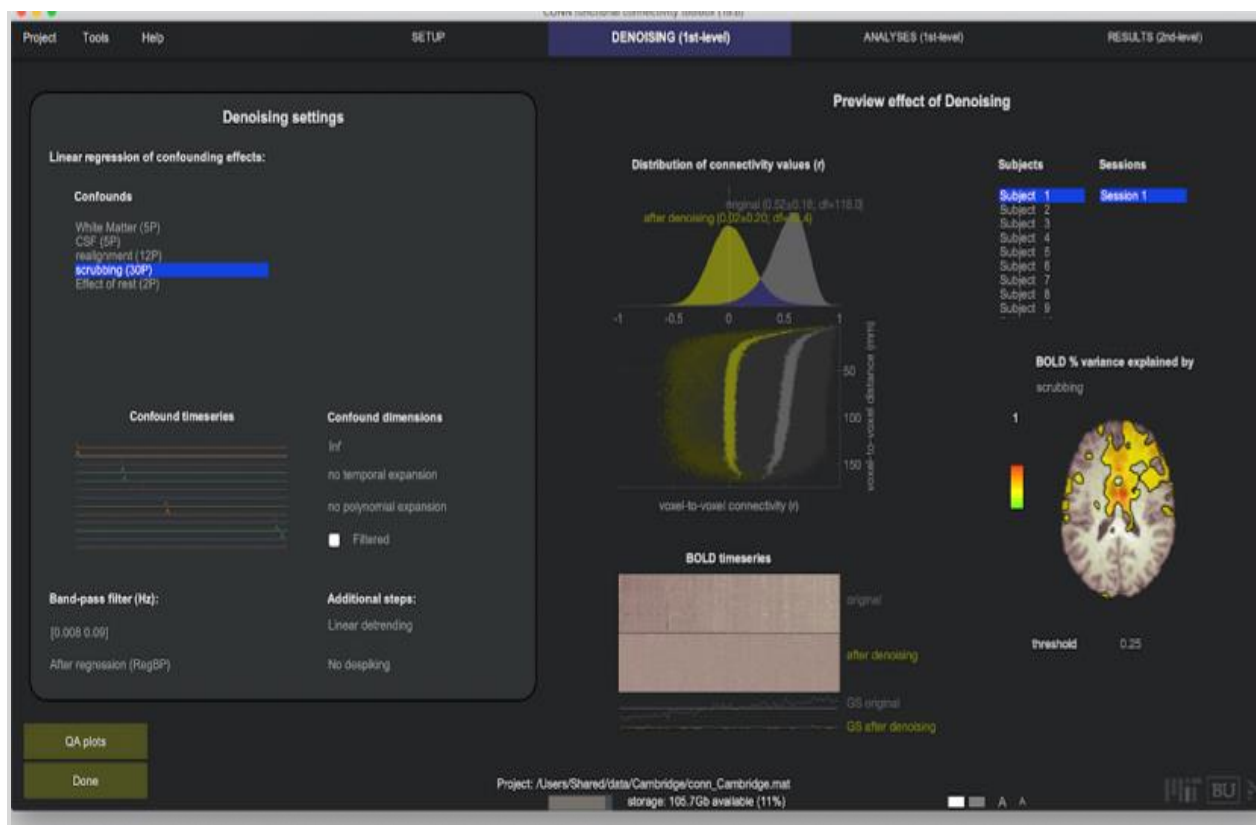 CONN functional connectivity toolbox
Project Tools Help SETUP DENOISING (1st-level) ANALYSES (1st-level) RESULTS (2nd-level)
Denoising settings
Linear regression of confounding effects:
Confounds
White Matter (5P)
CSF (5P)
realignment (12P)
scrubbing (30P)
Effect of rest (2P)
Confound timeseries
Confound dimensions
Inf
no temporal expansion
no polynomial expansion
Filtered
Band-pass filter (Hz):
[0.008 0.09]
After regression (RegBP)
Additional steps:
Linear detrending
No despiking
QA plots
Done
Preview effect of Denoising
Distribution of connectivity values (r)
original (0.52±0.18; df=118.0)
after denoising (0.02±0.20;
-1 -0.5 0 0.5 1
50
100
150
voxel-to-voxel distance (mm)
voxel-to-voxel connectivity (r)
BOLD timeseries
original
after denoising
GS original
GS after denoising
Subjects
Subject 1
Subject 2
Subject 3
Subject 4
Subject 5
Subject 6
Subject 7
Subject 8
Subject 9
Sessions
Session 1
BOLD % variance explained by
scrubbing
1
threshold 0.25
Project: /Users/Shared/data/Cambridge/conn_Cambridge.mat
storage: 106.7Gb available (11%)
A A
BU